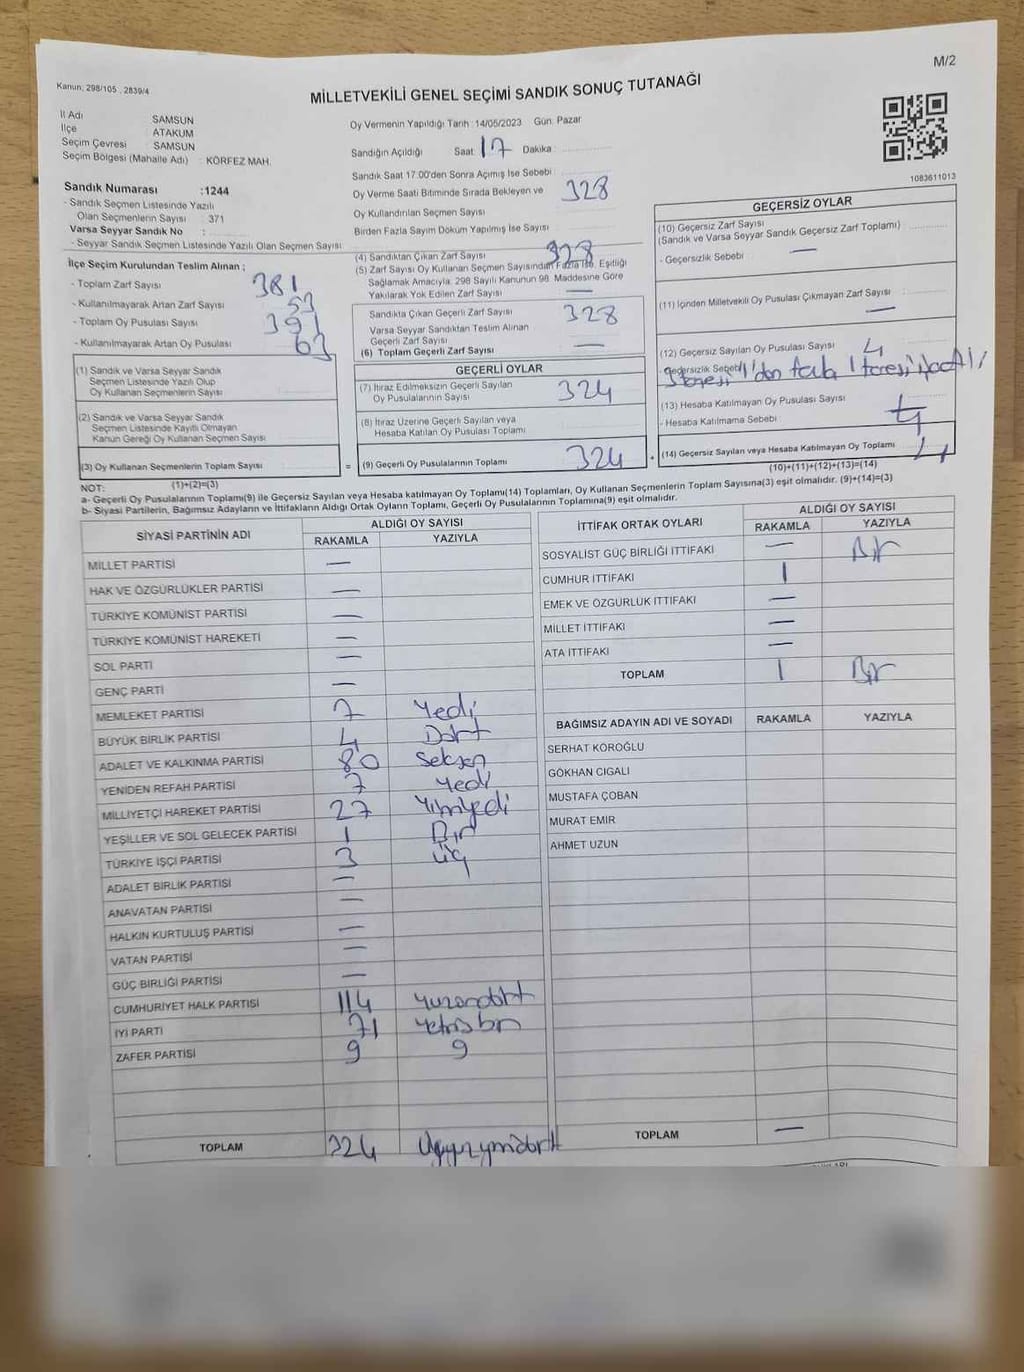 M/2
Kanun; 298/105 , 2839/4
MİLLETVEKİLİ GENEL SEÇİMİ SANDIK SONUÇ TUTANAĞI
İl Adı SAMSUN
İlçe ATAKUM
Seçim Çevresi SAMSUN
Seçim Bölgesi (Mahalle Adı) : KÖRFEZ MAH.
Sandık Numarası :1244
- Sandık Seçmen Listesinde Yazılı
Olan Seçmenlerin Sayısı : 371
Varsa Seyyar Sandık No :
- Seyyar Sandık Seçmen Listesinde Yazılı Olan Seçmen Sayısı
Oy Vermenin Yapıldığı Tarih :14/05/2023 Gün: Pazar
Sandığın Açıldığı Saat: 17 Dakika :
Sandık Saat 17:00'den Sonra Açımış İse Sebebi :
Oy Verme Saati Bitiminde Sırada Bekleyen ve 328
Oy Kullandırılan Seçmen Sayısı
Birden Fazla Sayım Döküm Yapılmış İse Sayısı
1083611013
İlçe Seçim Kurulundan Teslim Alınan ;
- Toplam Zarf Sayısı 381
- Kullanılmayarak Artan Zarf Sayısı 53
- Toplam Oy Pusulası Sayısı 391
- Kullanılmayarak Artan Oy Pusulası 63
(1) Sandık ve Varsa Seyyar Sandık
Seçmen Listesinde Yazılı Olup
Oy Kullanan Seçmenlerin Sayısı
(2) Sandık ve Varsa Seyyar Sandık
Seçmen Listesinde Kayıtlı Olmayan
Kanun Gereği Oy Kullanan Seçmen Sayısı
(3) Oy Kullanan Seçmenlerin Toplam Sayısı =
(1)+(2)=(3)
(4) Sandıktan Çıkan Zarf Sayısı 328
(5) Zarf Sayısı Oy Kullanan Seçmen Sayısından Fazla İse, Eşitliği
Sağlamak Amacıyla; 298 Sayılı Kanunun 98. Maddesine Göre
Yakılarak Yok Edilen Zarf Sayısı —
Sandıkta Çıkan Geçerli Zarf Sayısı 328
Varsa Seyyar Sandıktan Teslim Alınan
Geçerli Zarf Sayısı —
(6) Toplam Geçerli Zarf Sayısı
GEÇERLİ OYLAR
(7) İtiraz Edilmeksizin Geçerli Sayılan
Oy Pusulalarının Sayısı 324
(8) İtiraz Üzerine Geçerli Sayılan veya
Hesaba Katılan Oy Pusulası Toplamı
(9) Geçerli Oy Pusulalarının Toplamı 324 +
GEÇERSİZ OYLAR
(10) Geçersiz Zarf Sayısı
(Sandık ve Varsa Seyyar Sandık Geçersiz Zarf Toplamı)
- Geçersizlik Sebebi —
(11) İçinden Milletvekili Oy Pusulası Çıkmayan Zarf Sayısı —
(12) Geçersiz Sayılan Oy Pusulası Sayısı 4
- Geçersizlik Sebebi
(13) Hesaba Katılmayan Oy Pusulası Sayısı
- Hesaba Katılmama Sebebi
(14) Geçersiz Sayılan veya Hesaba Katılmayan Oy Toplamı 4
(10)+(11)+(12)+(13)=(14)
NOT:
a- Geçerli Oy Pusulalarının Toplamı(9) ile Geçersiz Sayılan veya Hesaba katılmayan Oy Toplamı(14) Toplamları, Oy Kullanan Seçmenlerin Toplam Sayısına(3) eşit olmalıdır. (9)+(14)=(3)
b- Siyasi Partilerin, Bağımsız Adayların ve İttifakların Aldığı Ortak Oyların Toplamı, Geçerli Oy Pusulalarının Toplamına(9) eşit olmalıdır.
SİYASİ PARTİNİN ADI ALDIĞI OY SAYISI
RAKAMLA YAZIYLA
MİLLET PARTİSİ —
HAK VE ÖZGÜRLÜKLER PARTİSİ —
TÜRKİYE KOMÜNİST PARTİSİ —
TÜRKİYE KOMÜNİST HAREKETİ —
SOL PARTİ —
GENÇ PARTİ —
MEMLEKET PARTİSİ 7 Yedi
BÜYÜK BİRLİK PARTİSİ 4 Dört
ADALET VE KALKINMA PARTİSİ 80 Seksen
YENİDEN REFAH PARTİSİ 7 Yedi
MİLLİYETÇİ HAREKET PARTİSİ 27 Yirmiyedi
YEŞİLLER VE SOL GELECEK PARTİSİ 1 Bir
TÜRKİYE İŞÇİ PARTİSİ 3 üç
ADALET BİRLİK PARTİSİ —
ANAVATAN PARTİSİ —
HALKIN KURTULUŞ PARTİSİ —
VATAN PARTİSİ —
GÜÇ BİRLİĞİ PARTİSİ —
CUMHURİYET HALK PARTİSİ 114 Yüzondört
İYİ PARTİ 71 Yetmişbir
ZAFER PARTİSİ 9 9
TOPLAM 324 Üçyüzyirmidört
İTTİFAK ORTAK OYLARI ALDIĞI OY SAYISI
RAKAMLA YAZIYLA
SOSYALİST GÜÇ BİRLİĞİ İTTİFAKI — Bir
CUMHUR İTTİFAKI 1
EMEK VE ÖZGÜRLÜK İTTİFAKI —
MİLLET İTTİFAKI —
ATA İTTİFAKI —
TOPLAM 1 Bir
BAĞIMSIZ ADAYIN ADI VE SOYADI RAKAMLA YAZIYLA
SERHAT KÖROĞLU
GÖKHAN CIGALI
MUSTAFA ÇOBAN
MURAT EMİR
AHMET UZUN
TOPLAM —